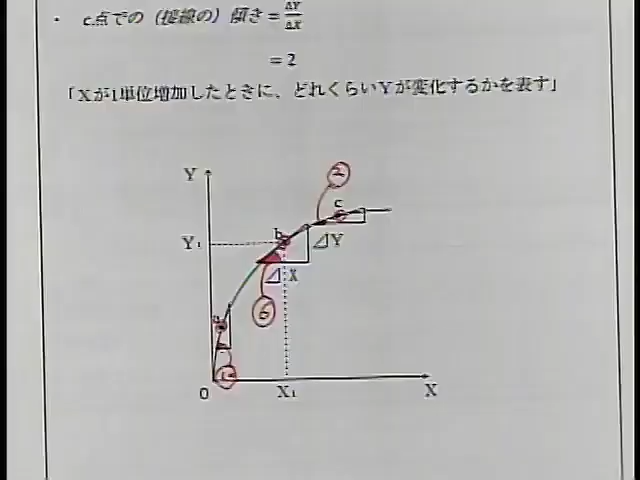 ・ c点での（接線の）傾き = ΔY/ΔX
= 2
「Xが1単位増加したときに、どれくらいYが変化するかを表す」
Y
2
c
b
Y₁
⊿Y
⊿X
6
a
0
X₁
X